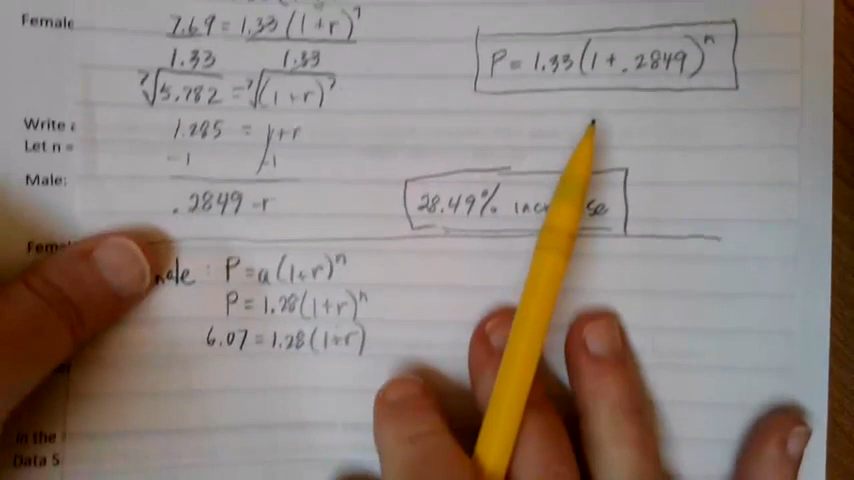 Female
7.69 = 1.33 (1+r)^7
1.33 1.33
⁷√5.782 = ⁷√(1+r)^7
P = 1.33 (1 + .2849)^n
Write
1.285 = 1+r
Let n =
-1 -1
Male:
.2849 = r
28.49%
P = a(1+r)^n
P = 1.28(1+r)^n
6.07 = 1.28(1+r)
In the
Data S